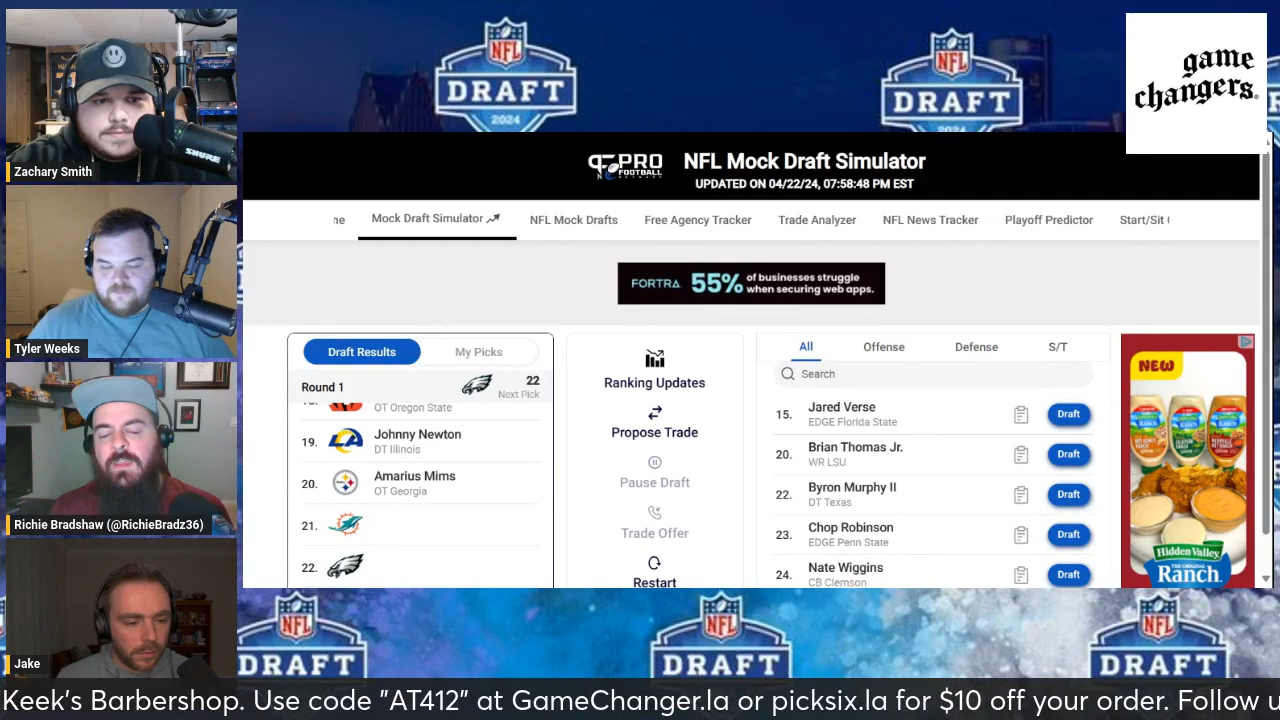 SHURE
Zachary Smith
Tyler Weeks
Richie Bradshaw (@RichieBradz36)
Jake
NFL
DRAFT
2024
NFL
DRAFT
2024
game
changers.
PRO
FOOTBALL
NETWORK
NFL Mock Draft Simulator
UPDATED ON 04/22/24, 07:58:48 PM EST
ne
Mock Draft Simulator
NFL Mock Drafts
Free Agency Tracker
Trade Analyzer
NFL News Tracker
Playoff Predictor
Start/Sit
FORTRA
55%
of businesses struggle
when securing web apps.
Draft Results
My Picks
Round 1
22
Next Pick
OT Oregon State
19.
Johnny Newton
DT Illinois
20.
Amarius Mims
OT Georgia
21.
22.
Ranking Updates
Propose Trade
Pause Draft
Trade Offer
Restart
All
Offense
Defense
S/T
Search
15.
Jared Verse
EDGE Florida State
Draft
20.
Brian Thomas Jr.
WR LSU
Draft
22.
Byron Murphy II
DT Texas
Draft
23.
Chop Robinson
EDGE Penn State
Draft
24.
Nate Wiggins
CB Clemson
Draft
NEW
Hidden Valley
THE ORIGINAL
Ranch
NFL
DRAFT
NFL
DRAFT
NFL
DRAFT
Keek's Barbershop. Use code "AT412" at GameChanger.la or picksix.la for $10 off your order. Follow u